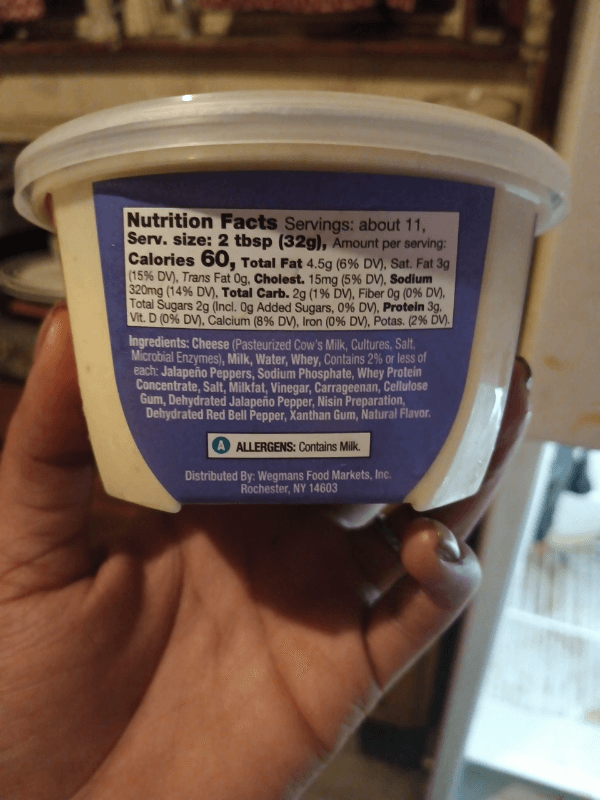 Nutrition Facts Servings: about 11,
Serv. size: 2 tbsp (32g), Amount per serving:
Calories 60, Total Fat 4.5g (6% DV), Sat. Fat 3g
(15% DV), Trans Fat 0g, Cholest. 15mg (5% DV), Sodium
320mg (14% DV), Total Carb. 2g (1% DV), Fiber 0g (0% DV),
Total Sugars 2g (Incl. 0g Added Sugars, 0% DV), Protein 3g,
Vit. D (0% DV), Calcium (8% DV), Iron (0% DV), Potas. (2% DV).
Ingredients: Cheese (Pasteurized Cow's Milk, Cultures, Salt,
Microbial Enzymes), Milk, Water, Whey, Contains 2% or less of
each: Jalapeño Peppers, Sodium Phosphate, Whey Protein
Concentrate, Salt, Milkfat, Vinegar, Carrageenan, Cellulose
Gum, Dehydrated Jalapeño Pepper, Nisin Preparation,
Dehydrated Red Bell Pepper, Xanthan Gum, Natural Flavor.
A ALLERGENS: Contains Milk.
Distributed By: Wegmans Food Markets, Inc.
Rochester, NY 14603